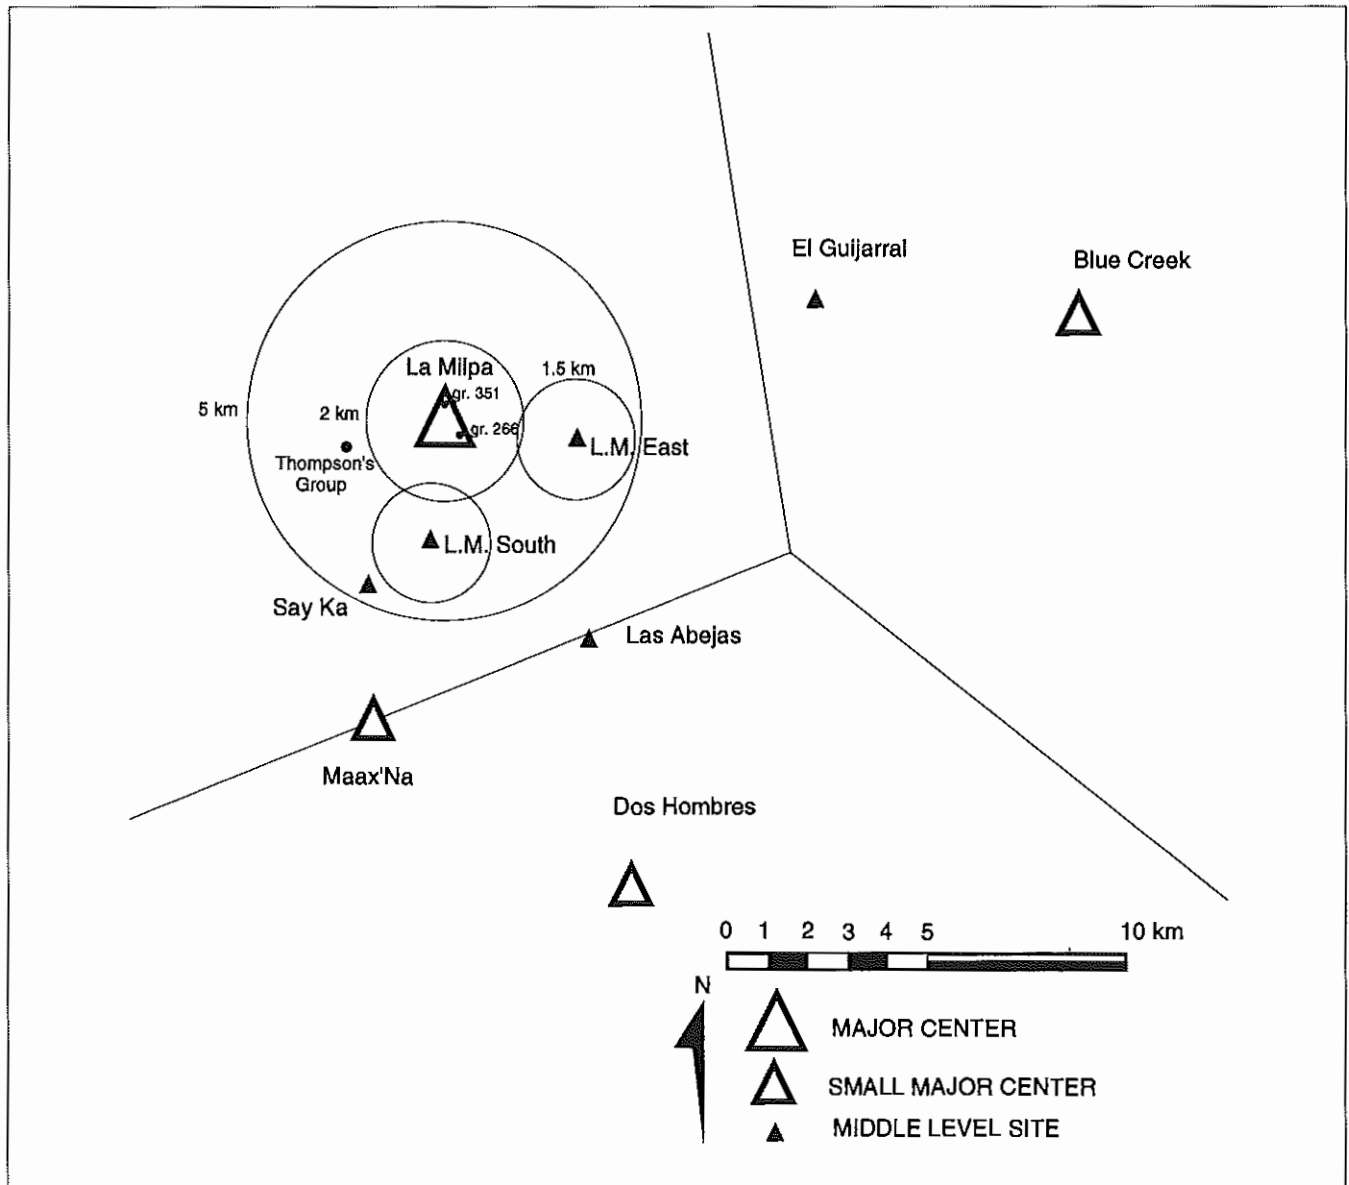 El Guijarral
Blue Creek
La Milpa
1.5 km
gr. 351
5 km
2 km
gr. 266
L.M. East
Thompson's
Group
L.M. South
Say Ka
Las Abejas
Maax'Na
Dos Hombres
0 1 2 3 4 5 10 km
N
MAJOR CENTER
SMALL MAJOR CENTER
MIDDLE LEVEL SITE